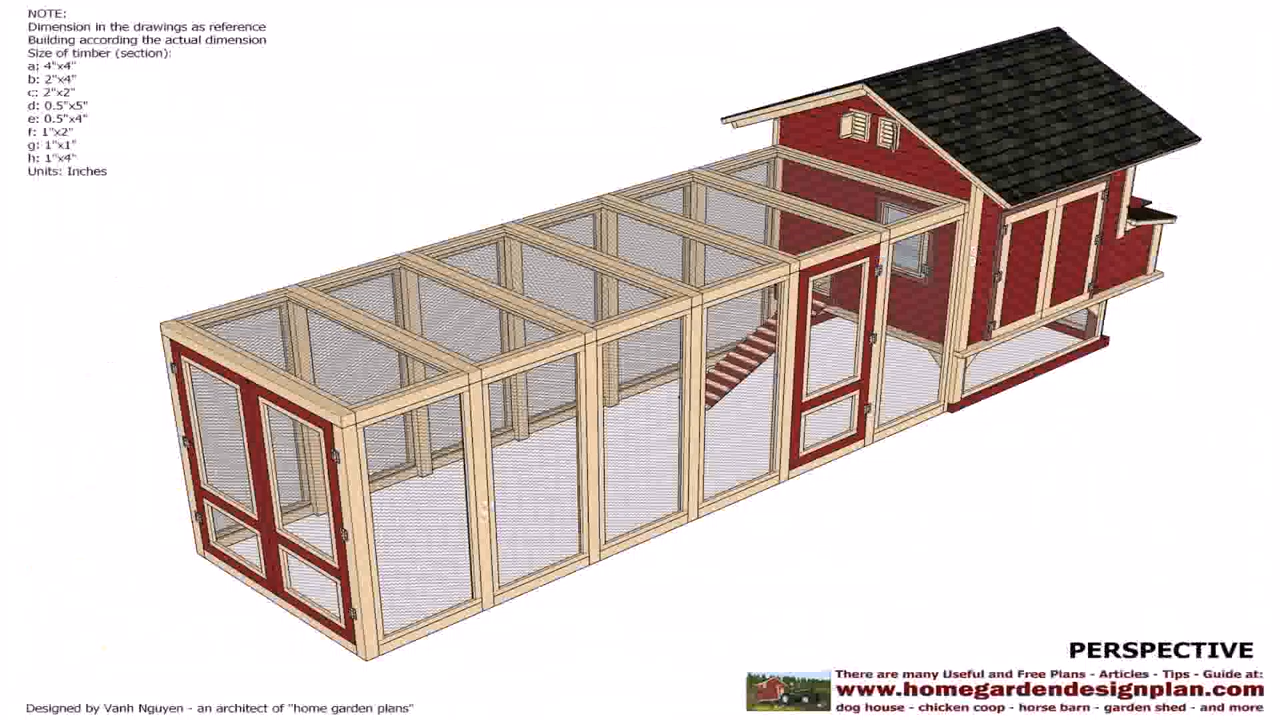 NOTE:
Dimension in the drawings as reference
Building according the actual dimension
Size of timber (section):
a: 4"x4"
b: 2"x4"
c: 2"x2"
d: 0.5"x5"
e: 0.5"x4"
f: 1"x2"
g: 1"x1"
h: 1"x4"
Units: Inches
PERSPECTIVE
There are many Useful and Free Plans - Articles - Tips - Guide at:
www.homegardendesignplan.com
dog house - chicken coop - horse barn - garden shed - and more
Designed by Vanh Nguyen - an architect of "home garden plans"